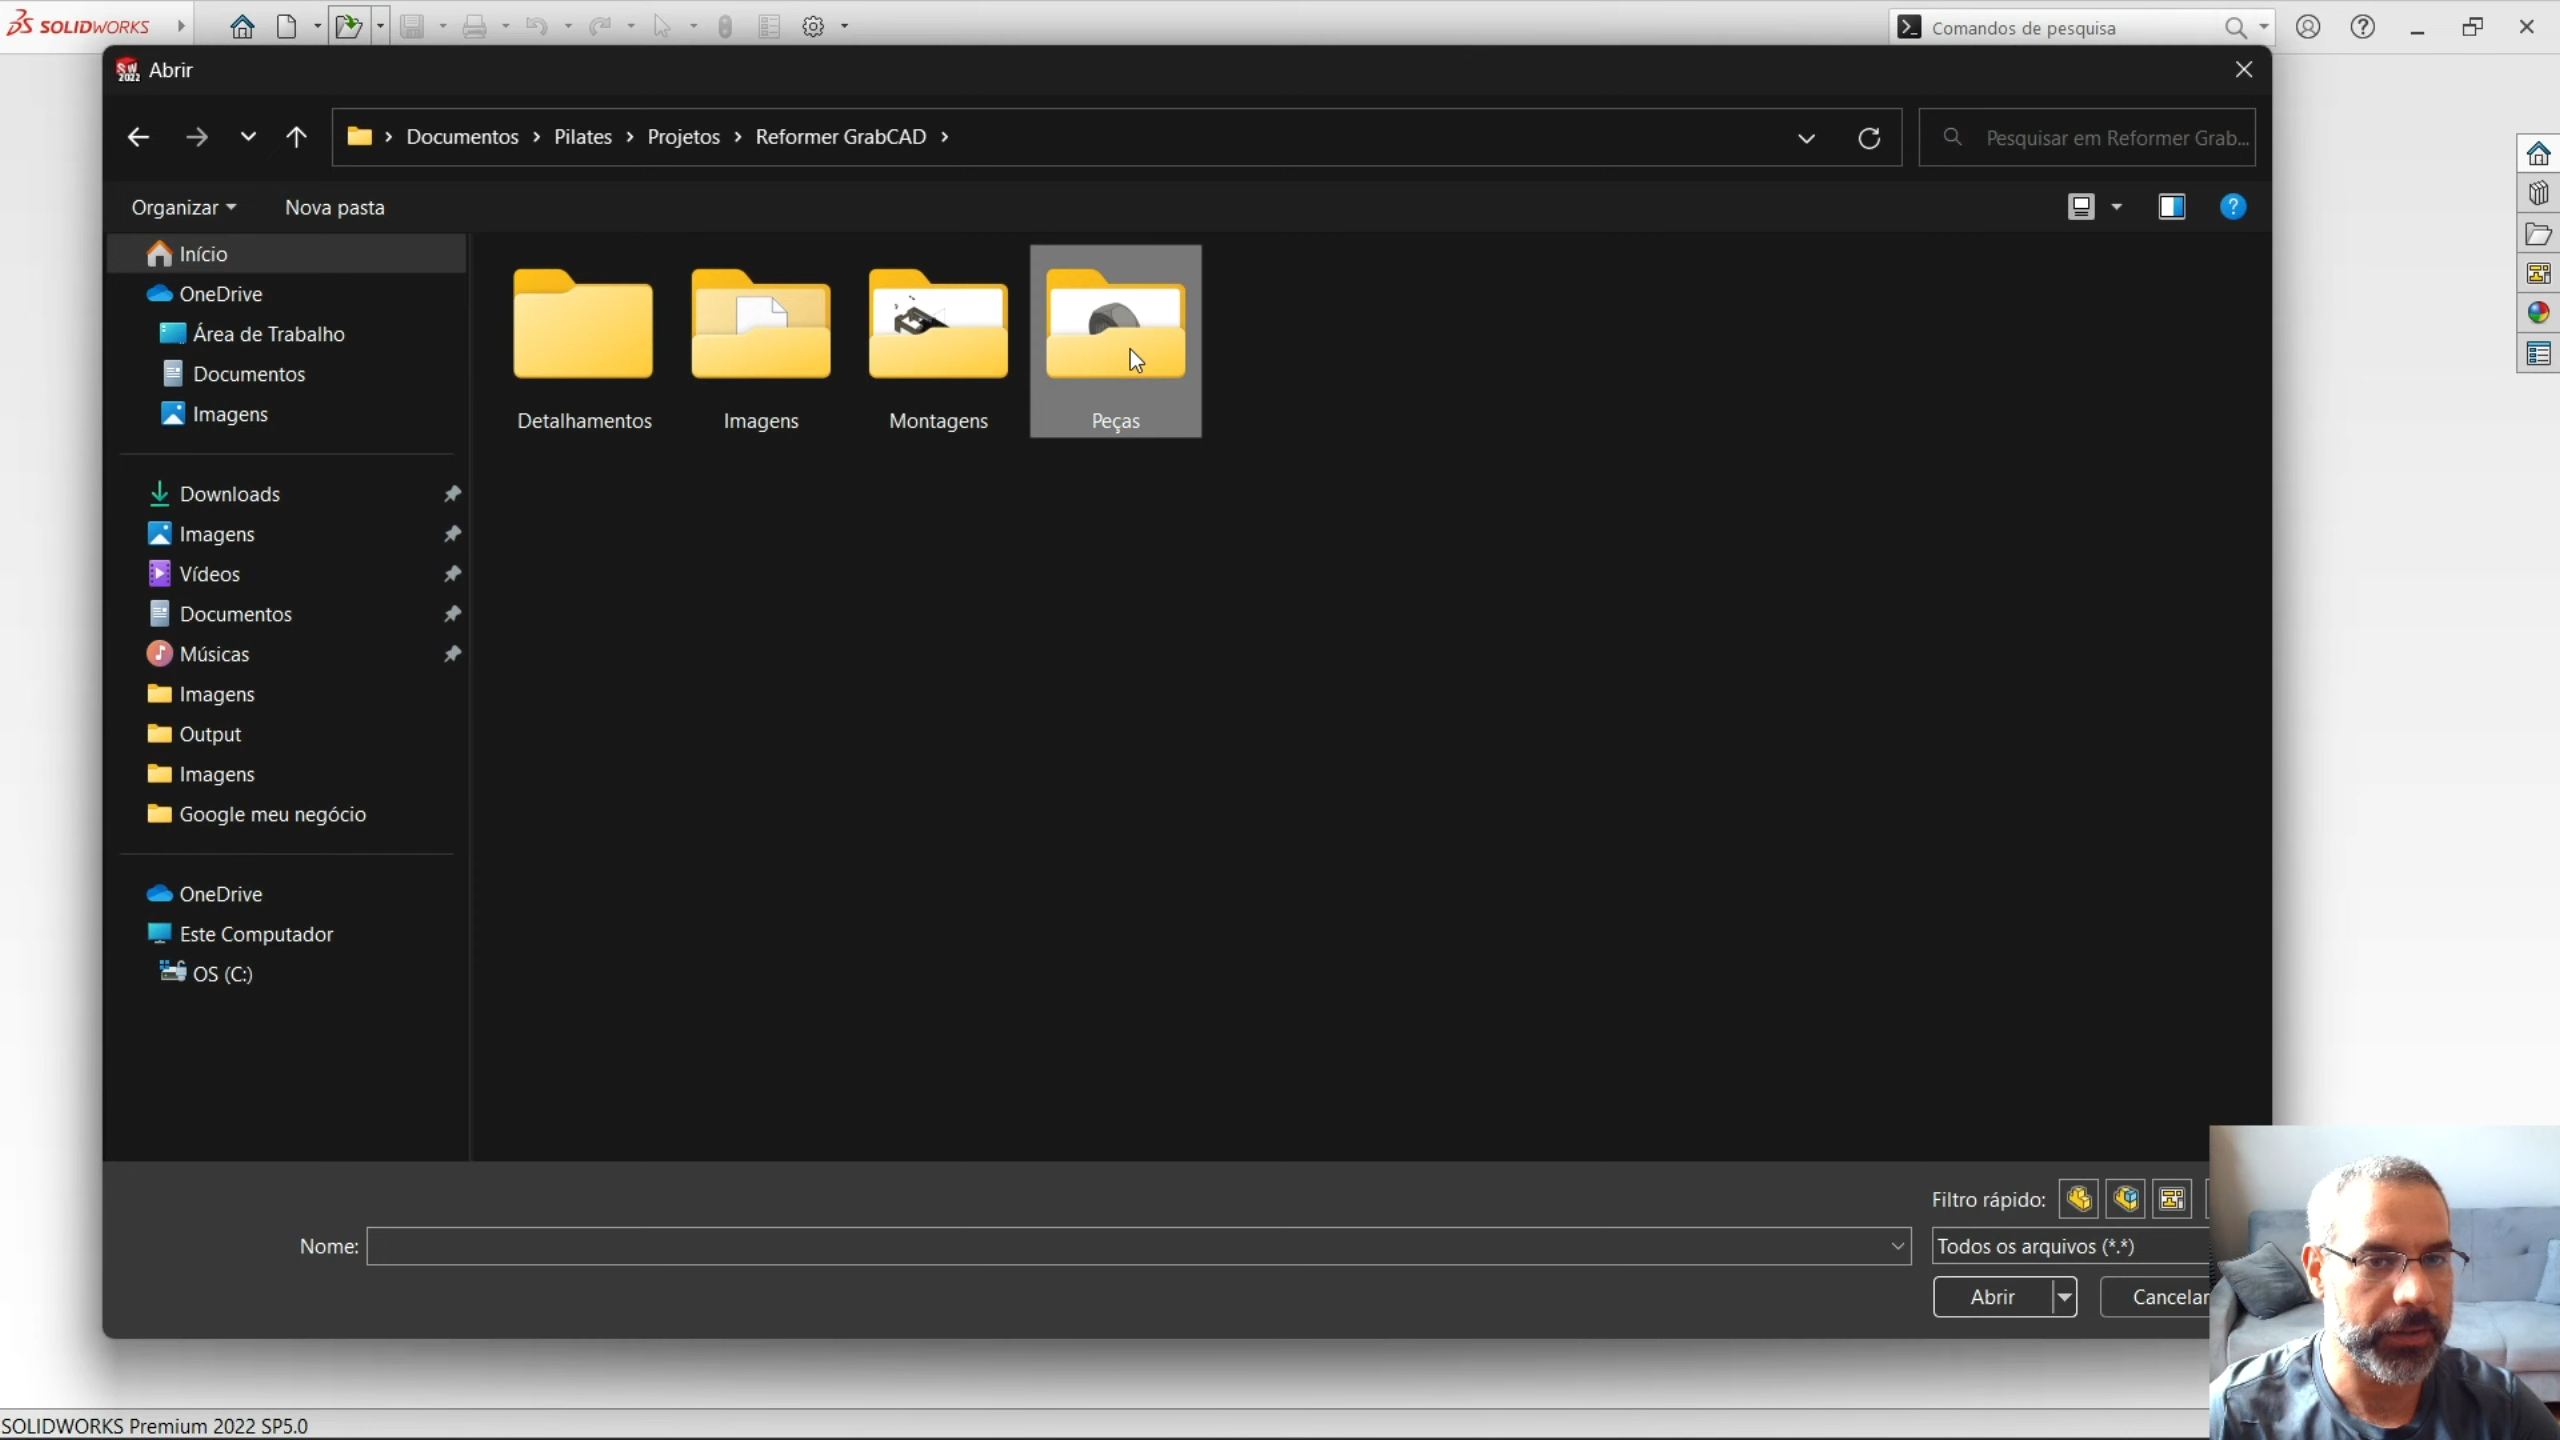 SOLIDWORKS
Comandos de pesquisa
SW 2022
Abrir
Documentos
Pilates
Projetos
Reformer GrabCAD
Pesquisar em Reformer Grab...
Organizar
Nova pasta
Início
OneDrive
Área de Trabalho
Documentos
Imagens
Downloads
Imagens
Vídeos
Documentos
Músicas
Imagens
Output
Imagens
Google meu negócio
OneDrive
Este Computador
OS (C:)
Detalhamentos
Imagens
Montagens
Peças
Filtro rápido:
Nome:
Todos os arquivos (*.*)
Abrir
Cancelar
SOLIDWORKS Premium 2022 SP5.0